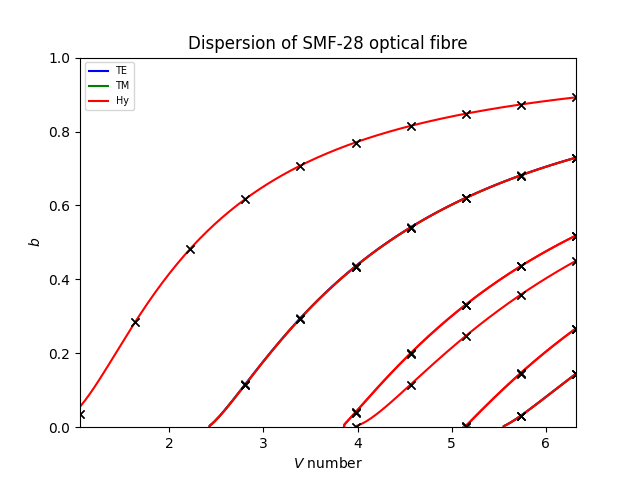 Dispersion of SMF-28 optical fibre
1.0
0.8
0.6
0.4
0.2
0.0
b
TE
TM
Hy
2 3 4 5 6
V number